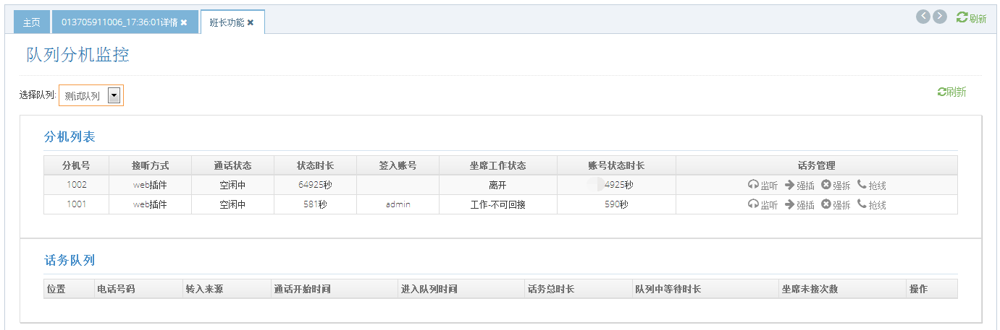 主页 013705911006_17:36:01详情 班长功能 刷新
队列分机监控
选择队列: 测试队列 刷新
分机列表
分机号 接听方式 通话状态 状态时长 签入账号 坐席工作状态 账号状态时长 话务管理
1002 web插件 空闲中 64925秒 离开 4925秒 监听 强插 强拆 抢线
1001 web插件 空闲中 581秒 admin 工作-不可回接 590秒 监听 强插 强拆 抢线
话务队列
位置 电话号码 转入来源 通话开始时间 进入队列时间 话务总时长 队列中等待时长 坐席未接次数 操作